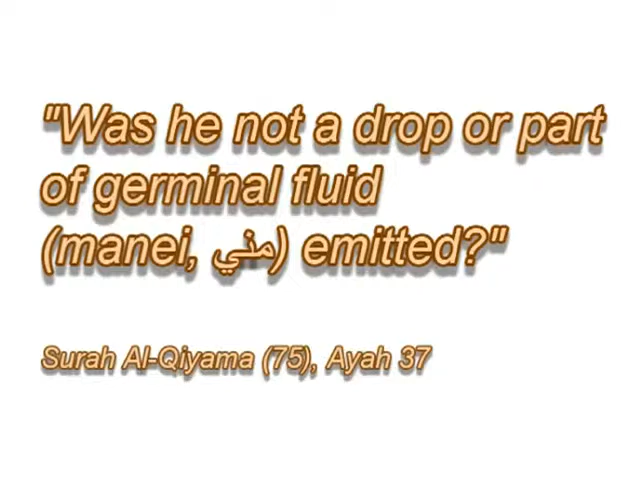 "Was he not a drop or part
of germinal fluid
(manei, مني) emitted?"
Surah Al-Qiyama (75), Ayah 37